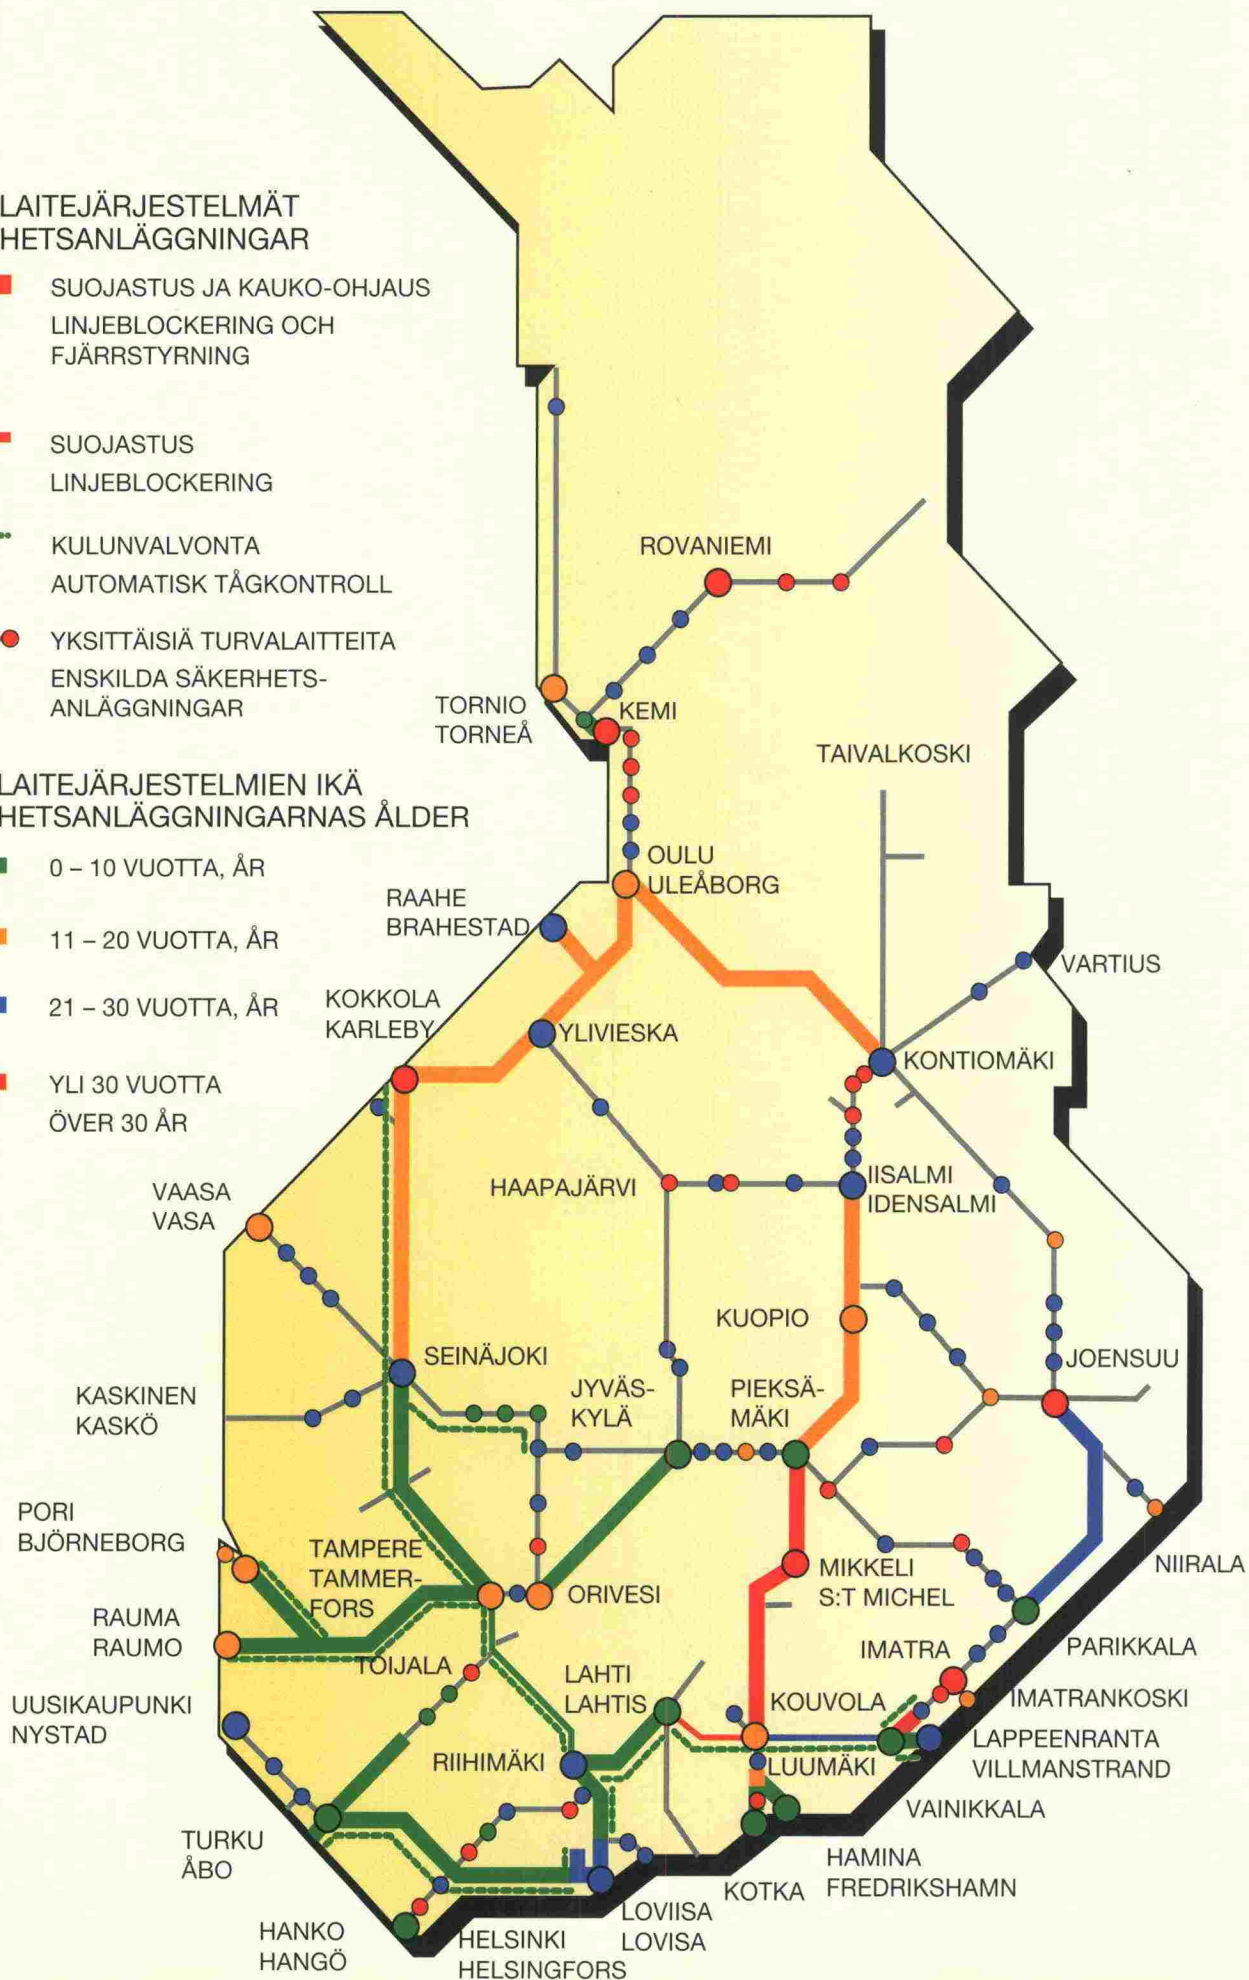 LAITEJÄRJESTELMÄT
HETSANLÄGGNINGAR
SUOJASTUS JA KAUKO-OHJAUS
LINJEBLOCKERING OCH
FJÄRRSTYRNING
SUOJASTUS
LINJEBLOCKERING
KULUNVALVONTA
AUTOMATISK TÅGKONTROLL
YKSITTÄISIÄ TURVALAITTEITA
ENSKILDA SÄKERHETS-
ANLÄGGNINGAR
LAITEJÄRJESTELMIEN IKÄ
HETSANLÄGGNINGARNAS ÅLDER
0 – 10 VUOTTA, ÅR
11 – 20 VUOTTA, ÅR
21 – 30 VUOTTA, ÅR
YLI 30 VUOTTA
ÖVER 30 ÅR
ROVANIEMI
TORNIO
TORNEÅ
KEMI
TAIVALKOSKI
OULU
ULEÅBORG
RAAHE
BRAHESTAD
VARTIUS
KOKKOLA
KARLEBY
YLIVIESKA
KONTIOMÄKI
HAAPAJÄRVI
IISALMI
IDENSALMI
VAASA
VASA
KUOPIO
SEINÄJOKI
JOENSUU
KASKINEN
KASKÖ
JYVÄS-
KYLÄ
PIEKSÄ-
MÄKI
PORI
BJÖRNEBORG
TAMPERE
TAMMER-
FORS
ORIVESI
MIKKELI
S:T MICHEL
NIIRALA
RAUMA
RAUMO
TOIJALA
LAHTI
LAHTIS
IMATRA
PARIKKALA
UUSIKAUPUNKI
NYSTAD
KOUVOLA
IMATRANKOSKI
RIIHIMÄKI
LUUMÄKI
LAPPEENRANTA
VILLMANSTRAND
VAINIKKALA
TURKU
ÅBO
HAMINA
FREDRIKSHAMN
KOTKA
LOVIISA
LOVISA
HANKO
HANGÖ
HELSINKI
HELSINGFORS